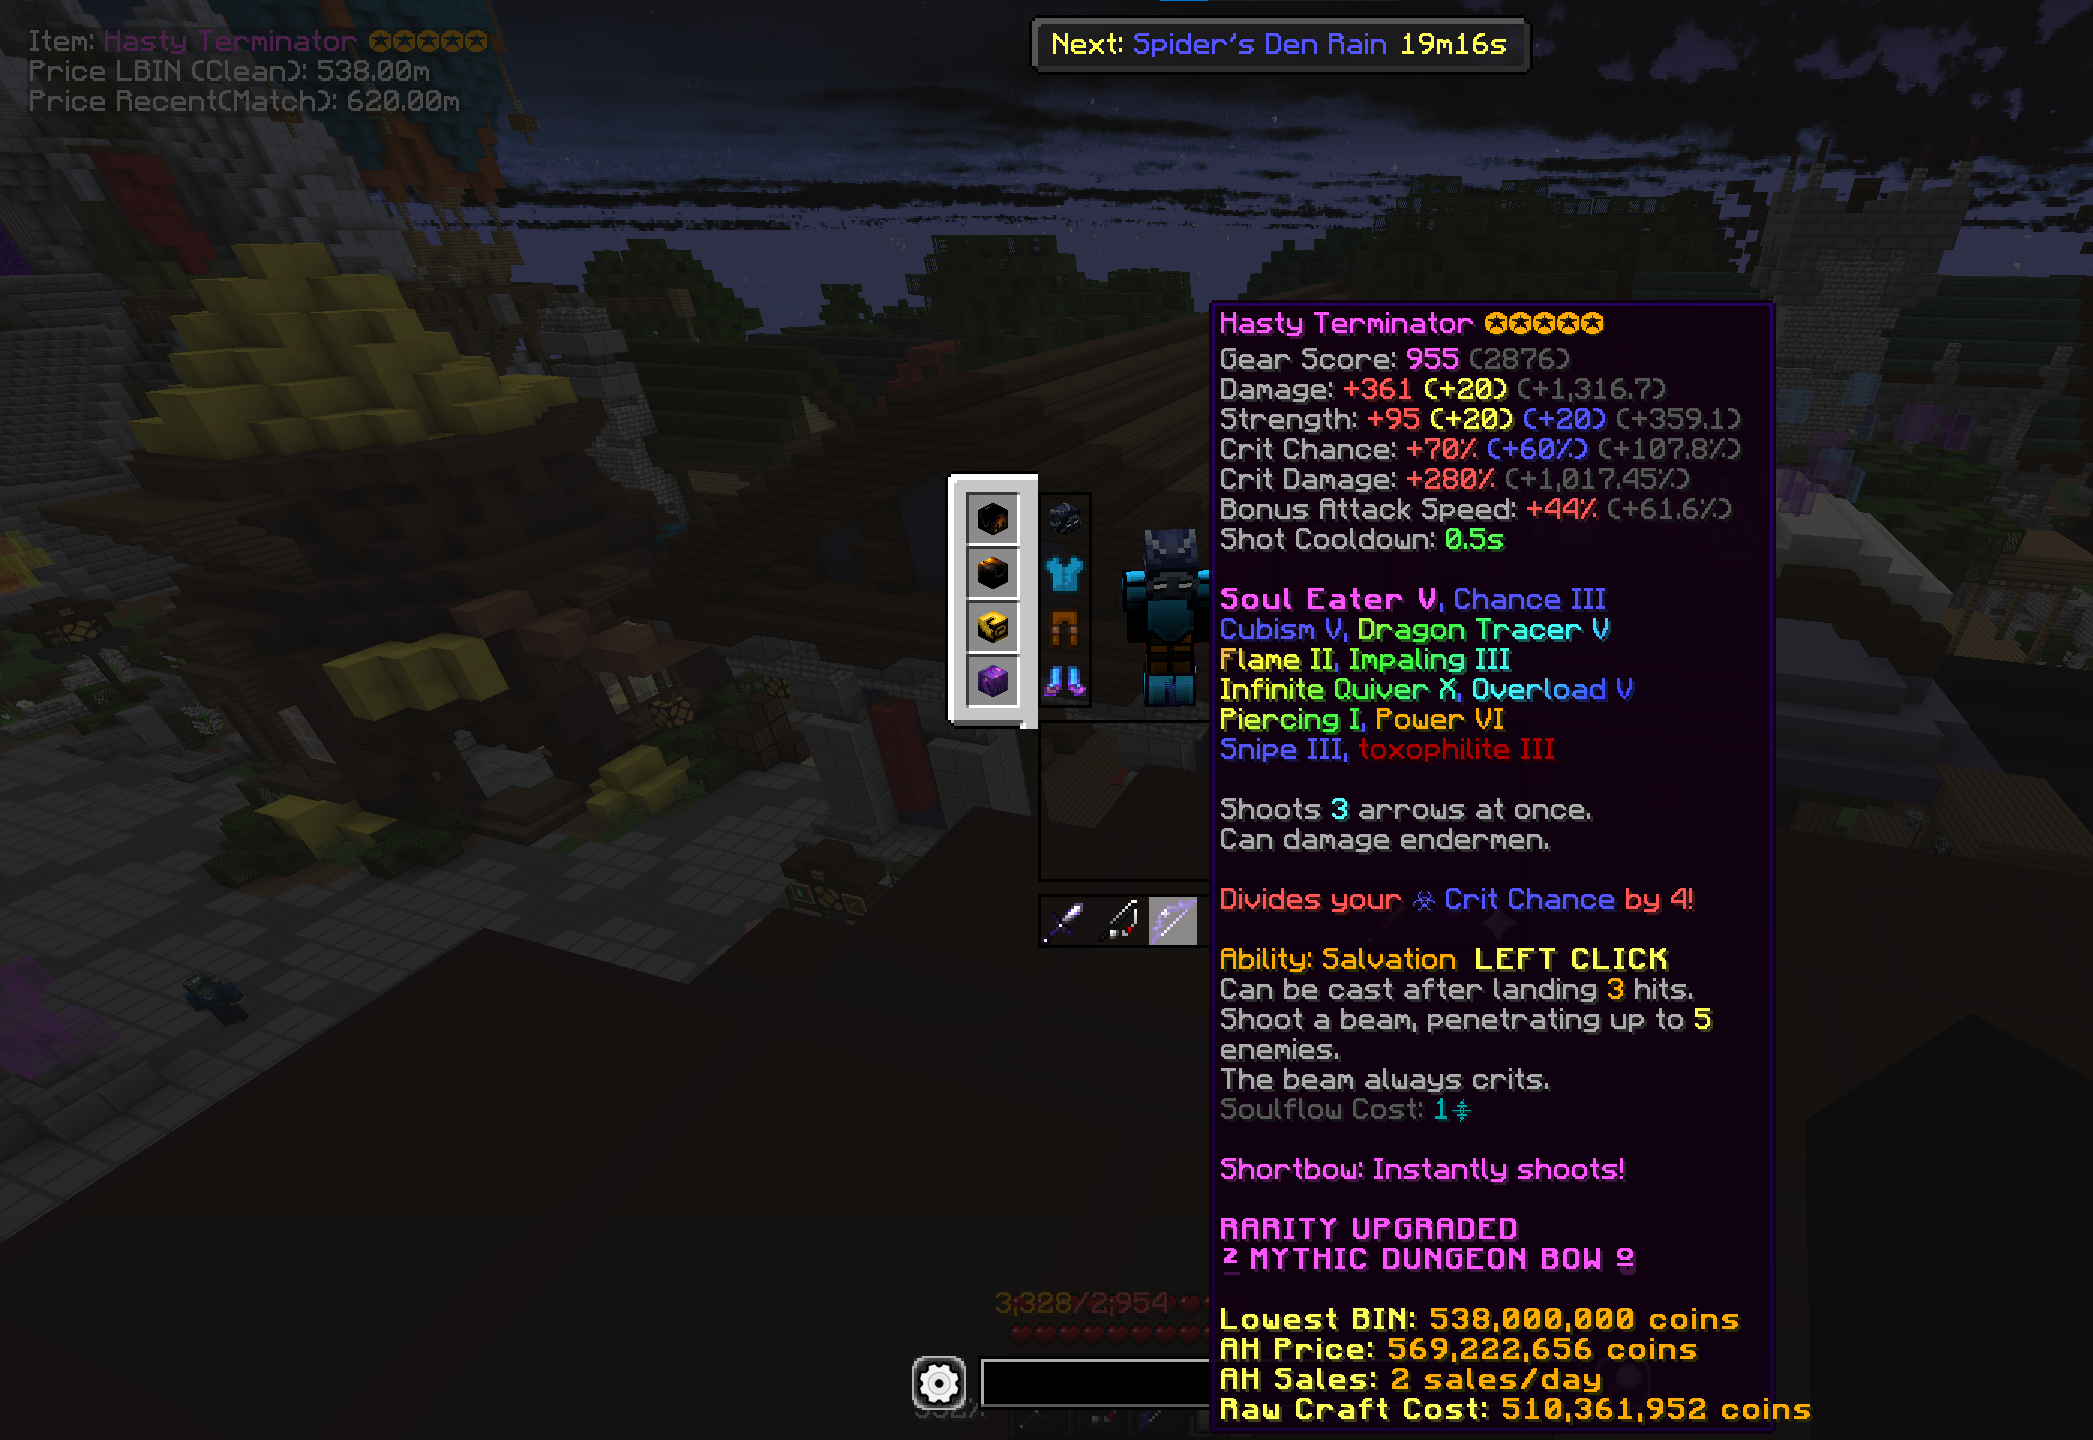 Item: Hasty Terminator ✪✪✪✪✪
Price LBIN (Clean): 538.00m
Price Recent(Match): 620.00m
Next: Spider's Den Rain 19m16s
Hasty Terminator ✪✪✪✪✪
Gear Score: 955 (2876)
Damage: +361 (+20) (+1,316.7)
Strength: +95 (+20) (+20) (+359.1)
Crit Chance: +70% (+60%) (+107.8%)
Crit Damage: +280% (+1,017.45%)
Bonus Attack Speed: +44% (+61.6%)
Shot Cooldown: 0.5s
Soul Eater V, Chance III
Cubism V, Dragon Tracer V
Flame II, Impaling III
Infinite Quiver X, Overload V
Piercing I, Power VI
Snipe III, toxophilite III
Shoots 3 arrows at once.
Can damage endermen.
Divides your ☣ Crit Chance by 4!
Ability: Salvation LEFT CLICK
Can be cast after landing 3 hits.
Shoot a beam, penetrating up to 5
enemies.
The beam always crits.
Soulflow Cost: 1⸎
Shortbow: Instantly shoots!
RARITY UPGRADED
MYTHIC DUNGEON BOW
3,328/2,954
Lowest BIN: 538,000,000 coins
AH Price: 569,222,656 coins
AH Sales: 2 sales/day
Raw Craft Cost: 510,361,952 coins